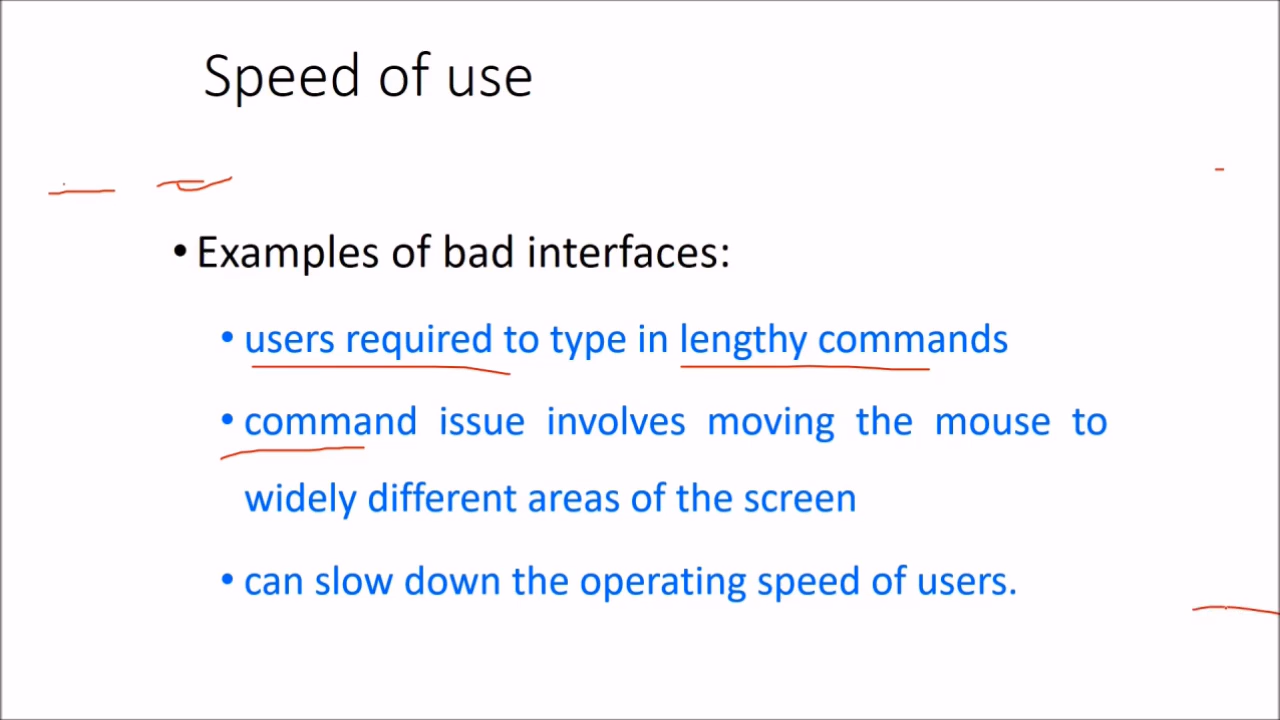 Speed of use
• Examples of bad interfaces:
• users required to type in lengthy commands
• command issue involves moving the mouse to
widely different areas of the screen
• can slow down the operating speed of users.